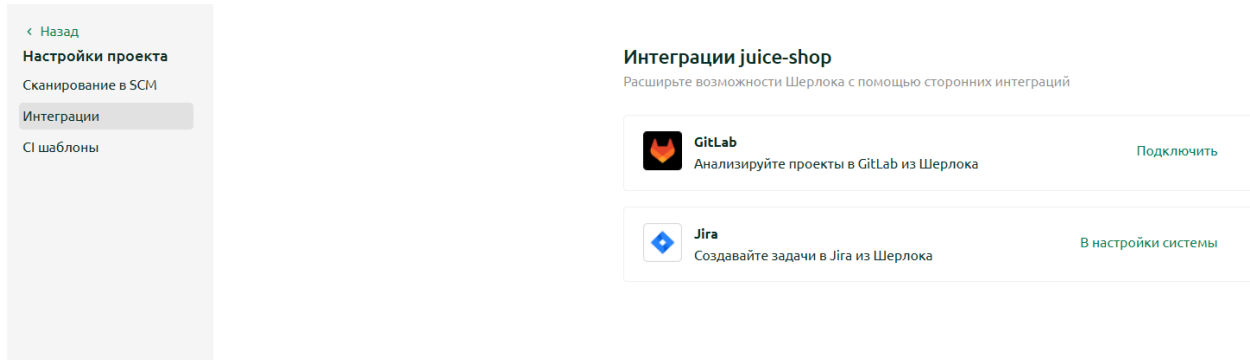 Назад
Настройки проекта
Сканирование в SCM
Интеграции
CI шаблоны
Интеграции juice-shop
Расширьте возможности Шерлока с помощью сторонних интеграций
GitLab
Анализируйте проекты в GitLab из Шерлока
Подключить
Jira
Создавайте задачи в Jira из Шерлока
В настройки системы